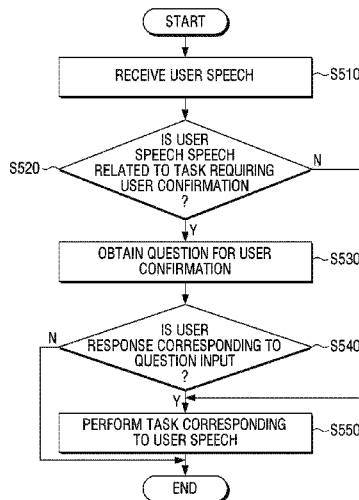 START
RECEIVE USER SPEECH
S510
IS USER
SPEECH SPEECH
RELATED TO TASK REQUIRING
USER CONFIRMATION
?
S520
N
Y
OBTAIN QUESTION FOR USER
CONFIRMATION
S530
N
IS USER
RESPONSE CORRESPONDING TO
QUESTION INPUT
?
S540
Y
PERFORM TASK CORRESPONDING
TO USER SPEECH
S550
END